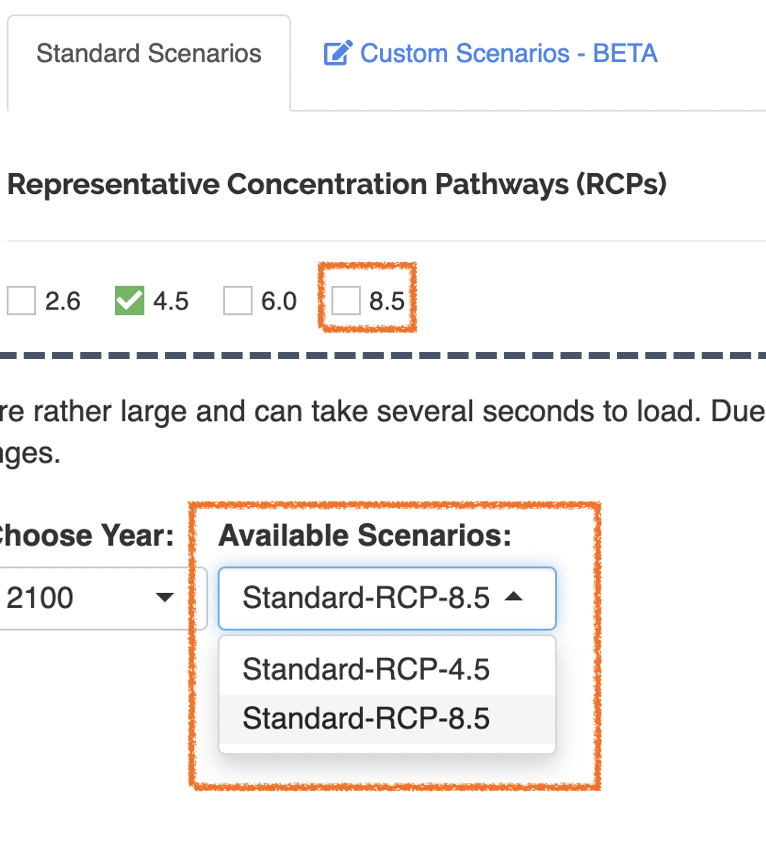 Standard Scenarios
Custom Scenarios - BETA
Representative Concentration Pathways (RCPs)
2.6 4.5 6.0 8.5
re rather large and can take several seconds to load. Due
nges.
Choose Year: Available Scenarios:
2100 Standard-RCP-8.5
Standard-RCP-4.5
Standard-RCP-8.5